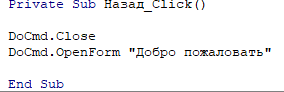 Private Sub Назад_Click()
DoCmd.Close
DoCmd.OpenForm "Добро пожаловать"
End Sub